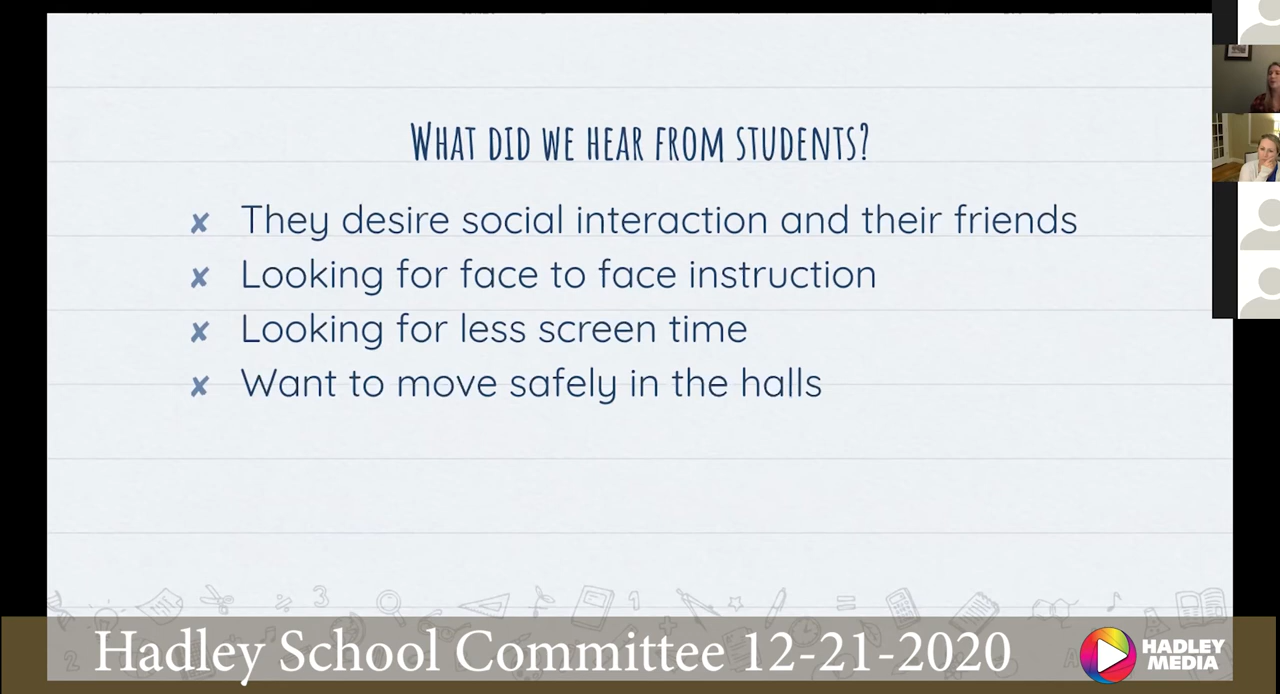 What did we hear from students?
✘ They desire social interaction and their friends
✘ Looking for face to face instruction
✘ Looking for less screen time
✘ Want to move safely in the halls
Hadley School Committee 12-21-2020
HADLEY
MEDIA